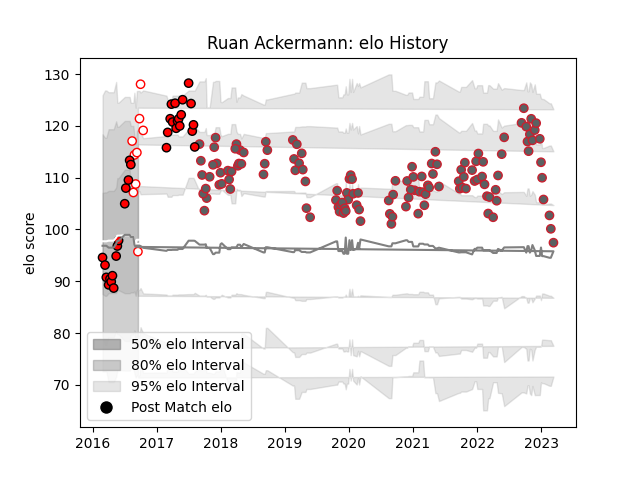 Ruan Ackermann: elo History
elo score
130
120
110
100
90
80
70
50% elo Interval
80% elo Interval
95% elo Interval
Post Match elo
2016 2017 2018 2019 2020 2021 2022 2023